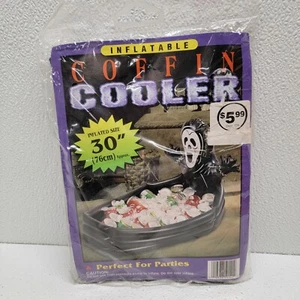 INFLATABLE
COFFIN
COOLER
$5.99
INFLATED SIZE
30"
(76cm)
Perfect For Parties
CAUTION: